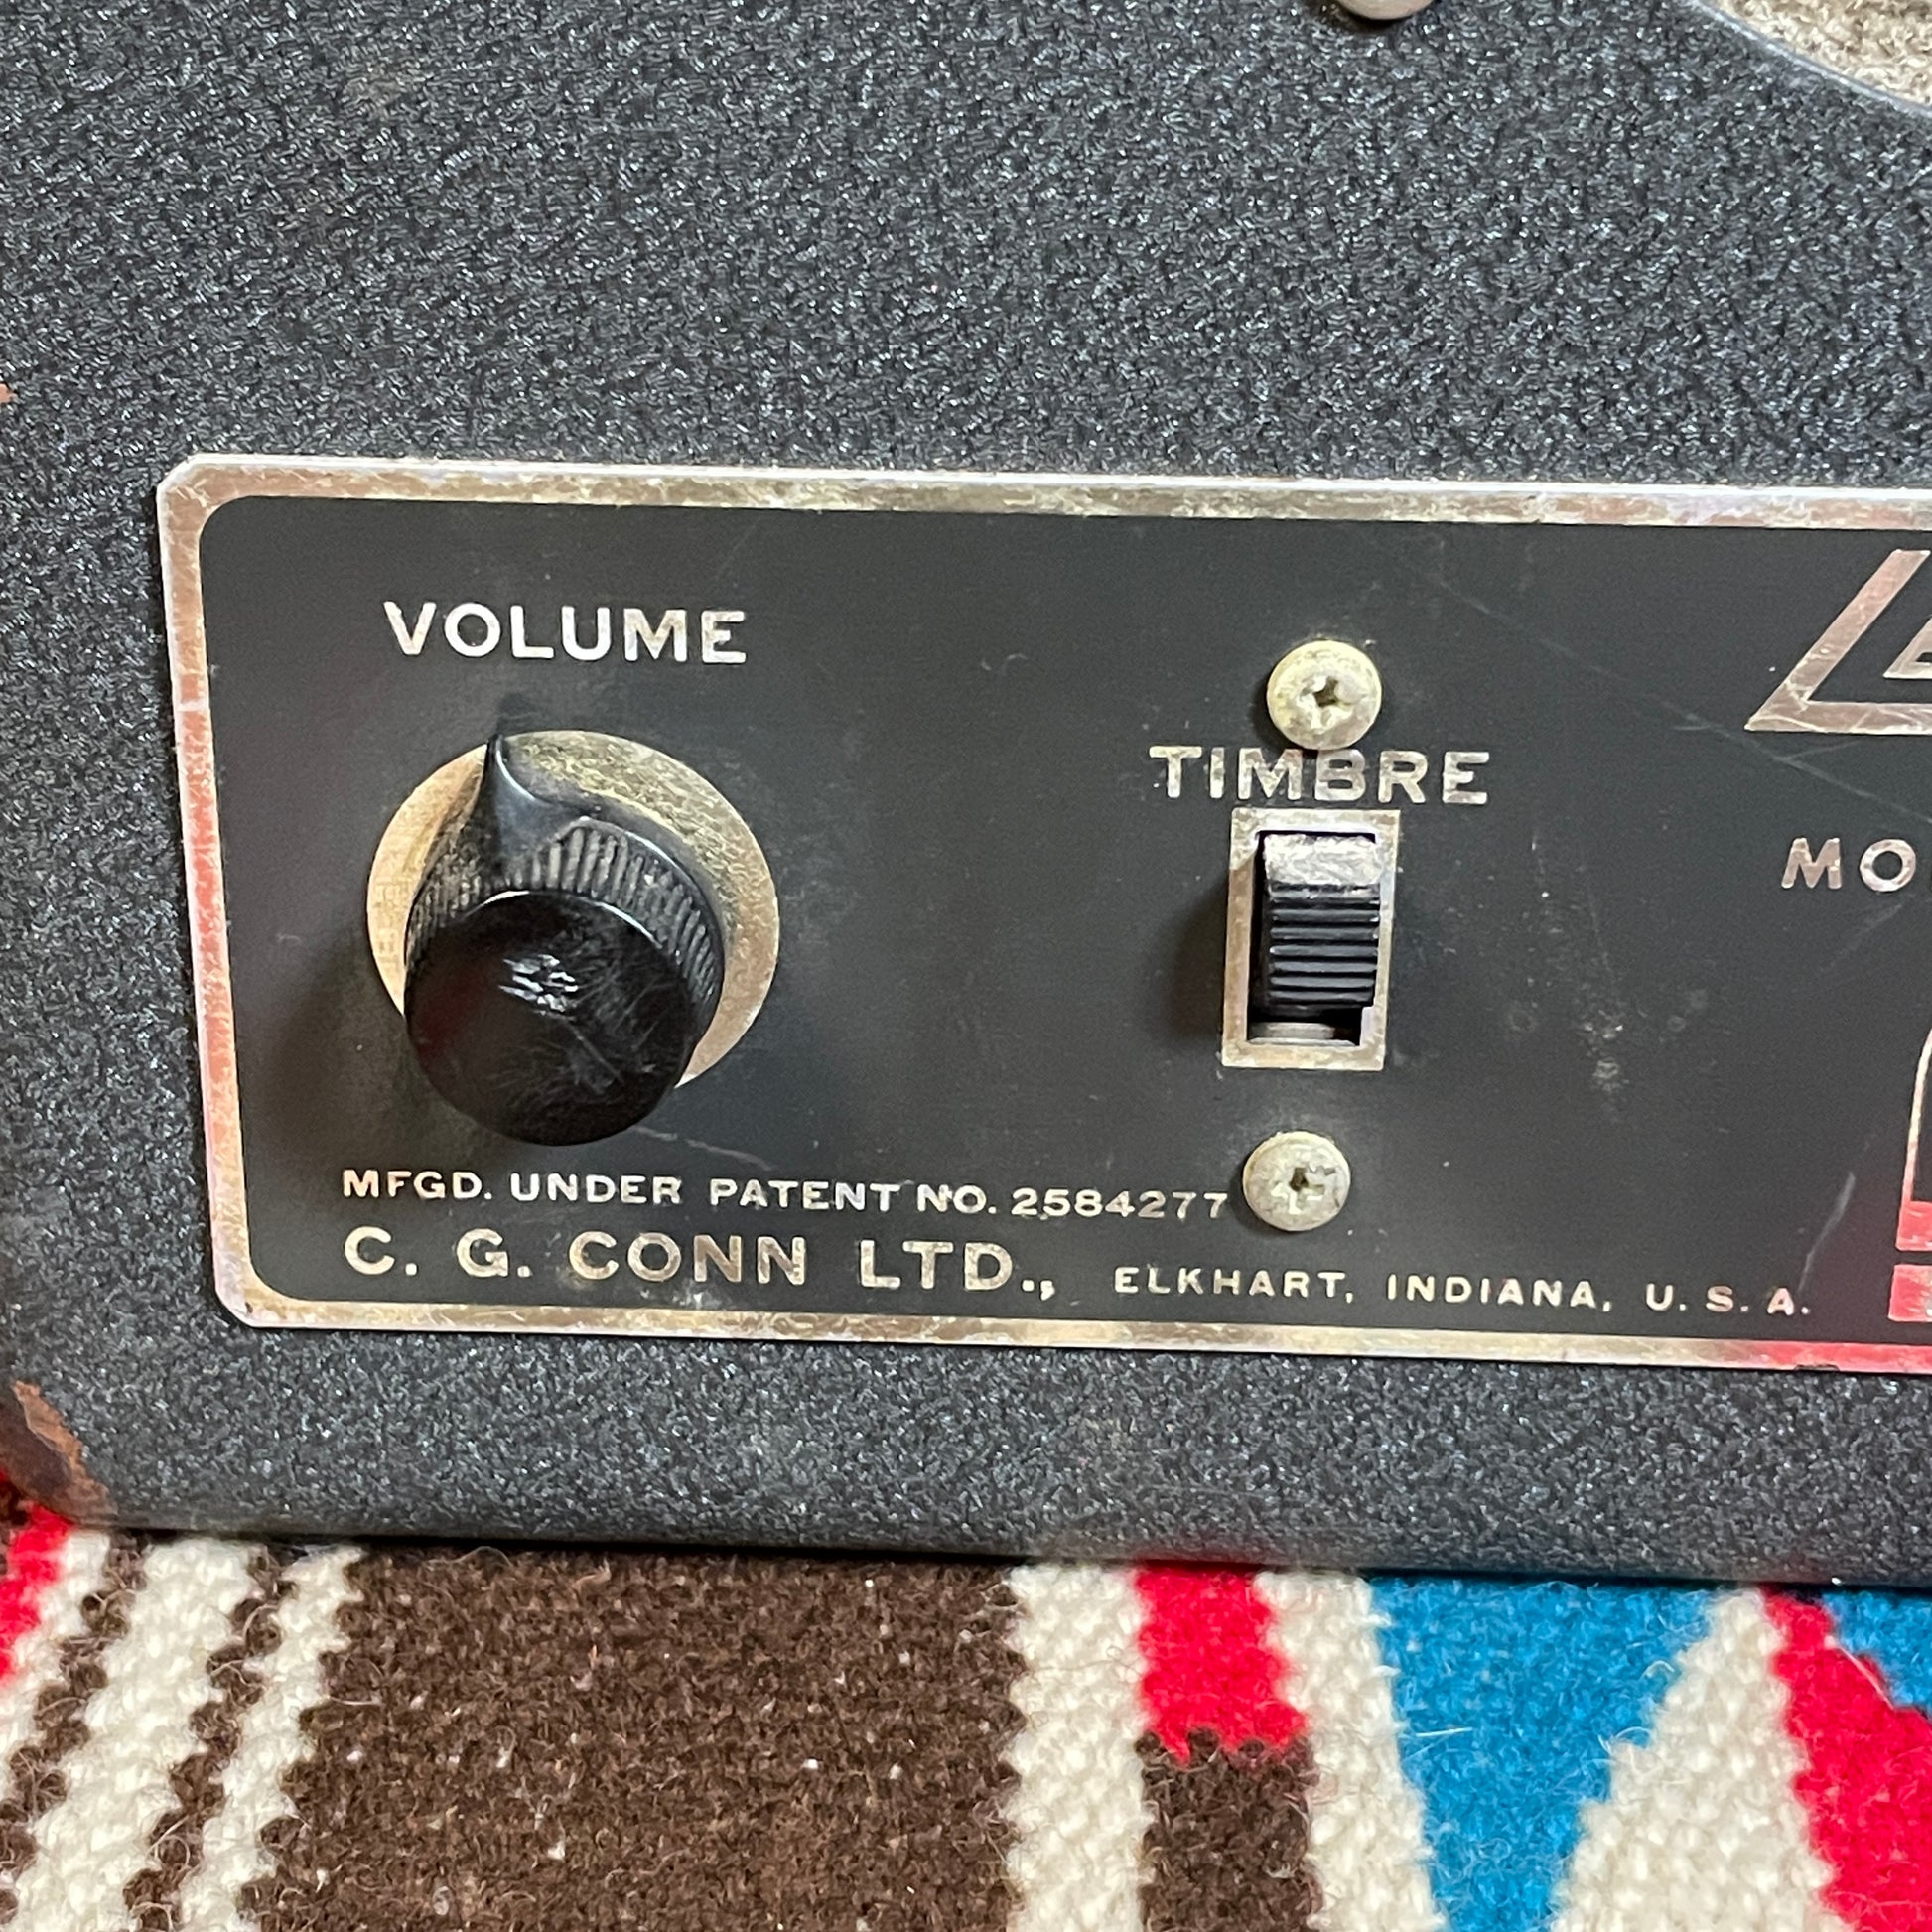 VOLUME
TIMBRE
MFGD. UNDER PATENT NO. 2584277
C. G. CONN LTD., ELKHART, INDIANA, U. S. A.